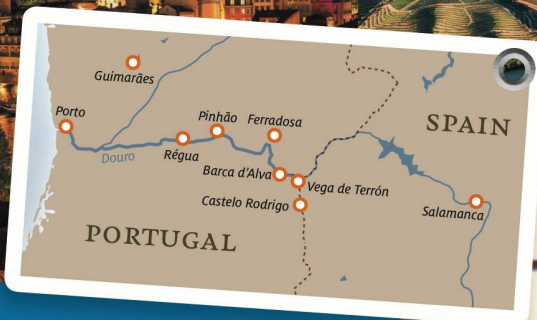 Guimarães
SPAIN
Porto
Pinhão
Ferradosa
Douro
Régua
Barca d'Alva
Vega de Terrón
Castelo Rodrigo
Salamanca
PORTUGAL